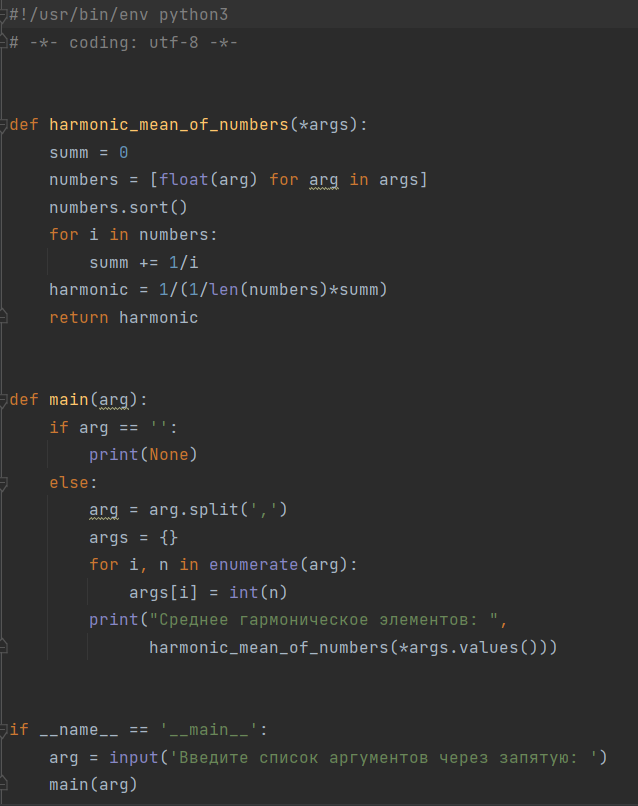 #!/usr/bin/env python3
# -*- coding: utf-8 -*-
def harmonic_mean_of_numbers(*args):
    summ = 0
    numbers = [float(arg) for arg in args]
    numbers.sort()
    for i in numbers:
        summ += 1/i
    harmonic = 1/(1/len(numbers)*summ)
    return harmonic
def main(arg):
    if arg == '':
        print(None)
    else:
        arg = arg.split(',')
        args = {}
        for i, n in enumerate(arg):
            args[i] = int(n)
        print("Среднее гармоническое элементов: ",
              harmonic_mean_of_numbers(*args.values()))
if __name__ == '__main__':
    arg = input('Введите список аргументов через запятую: ')
    main(arg)